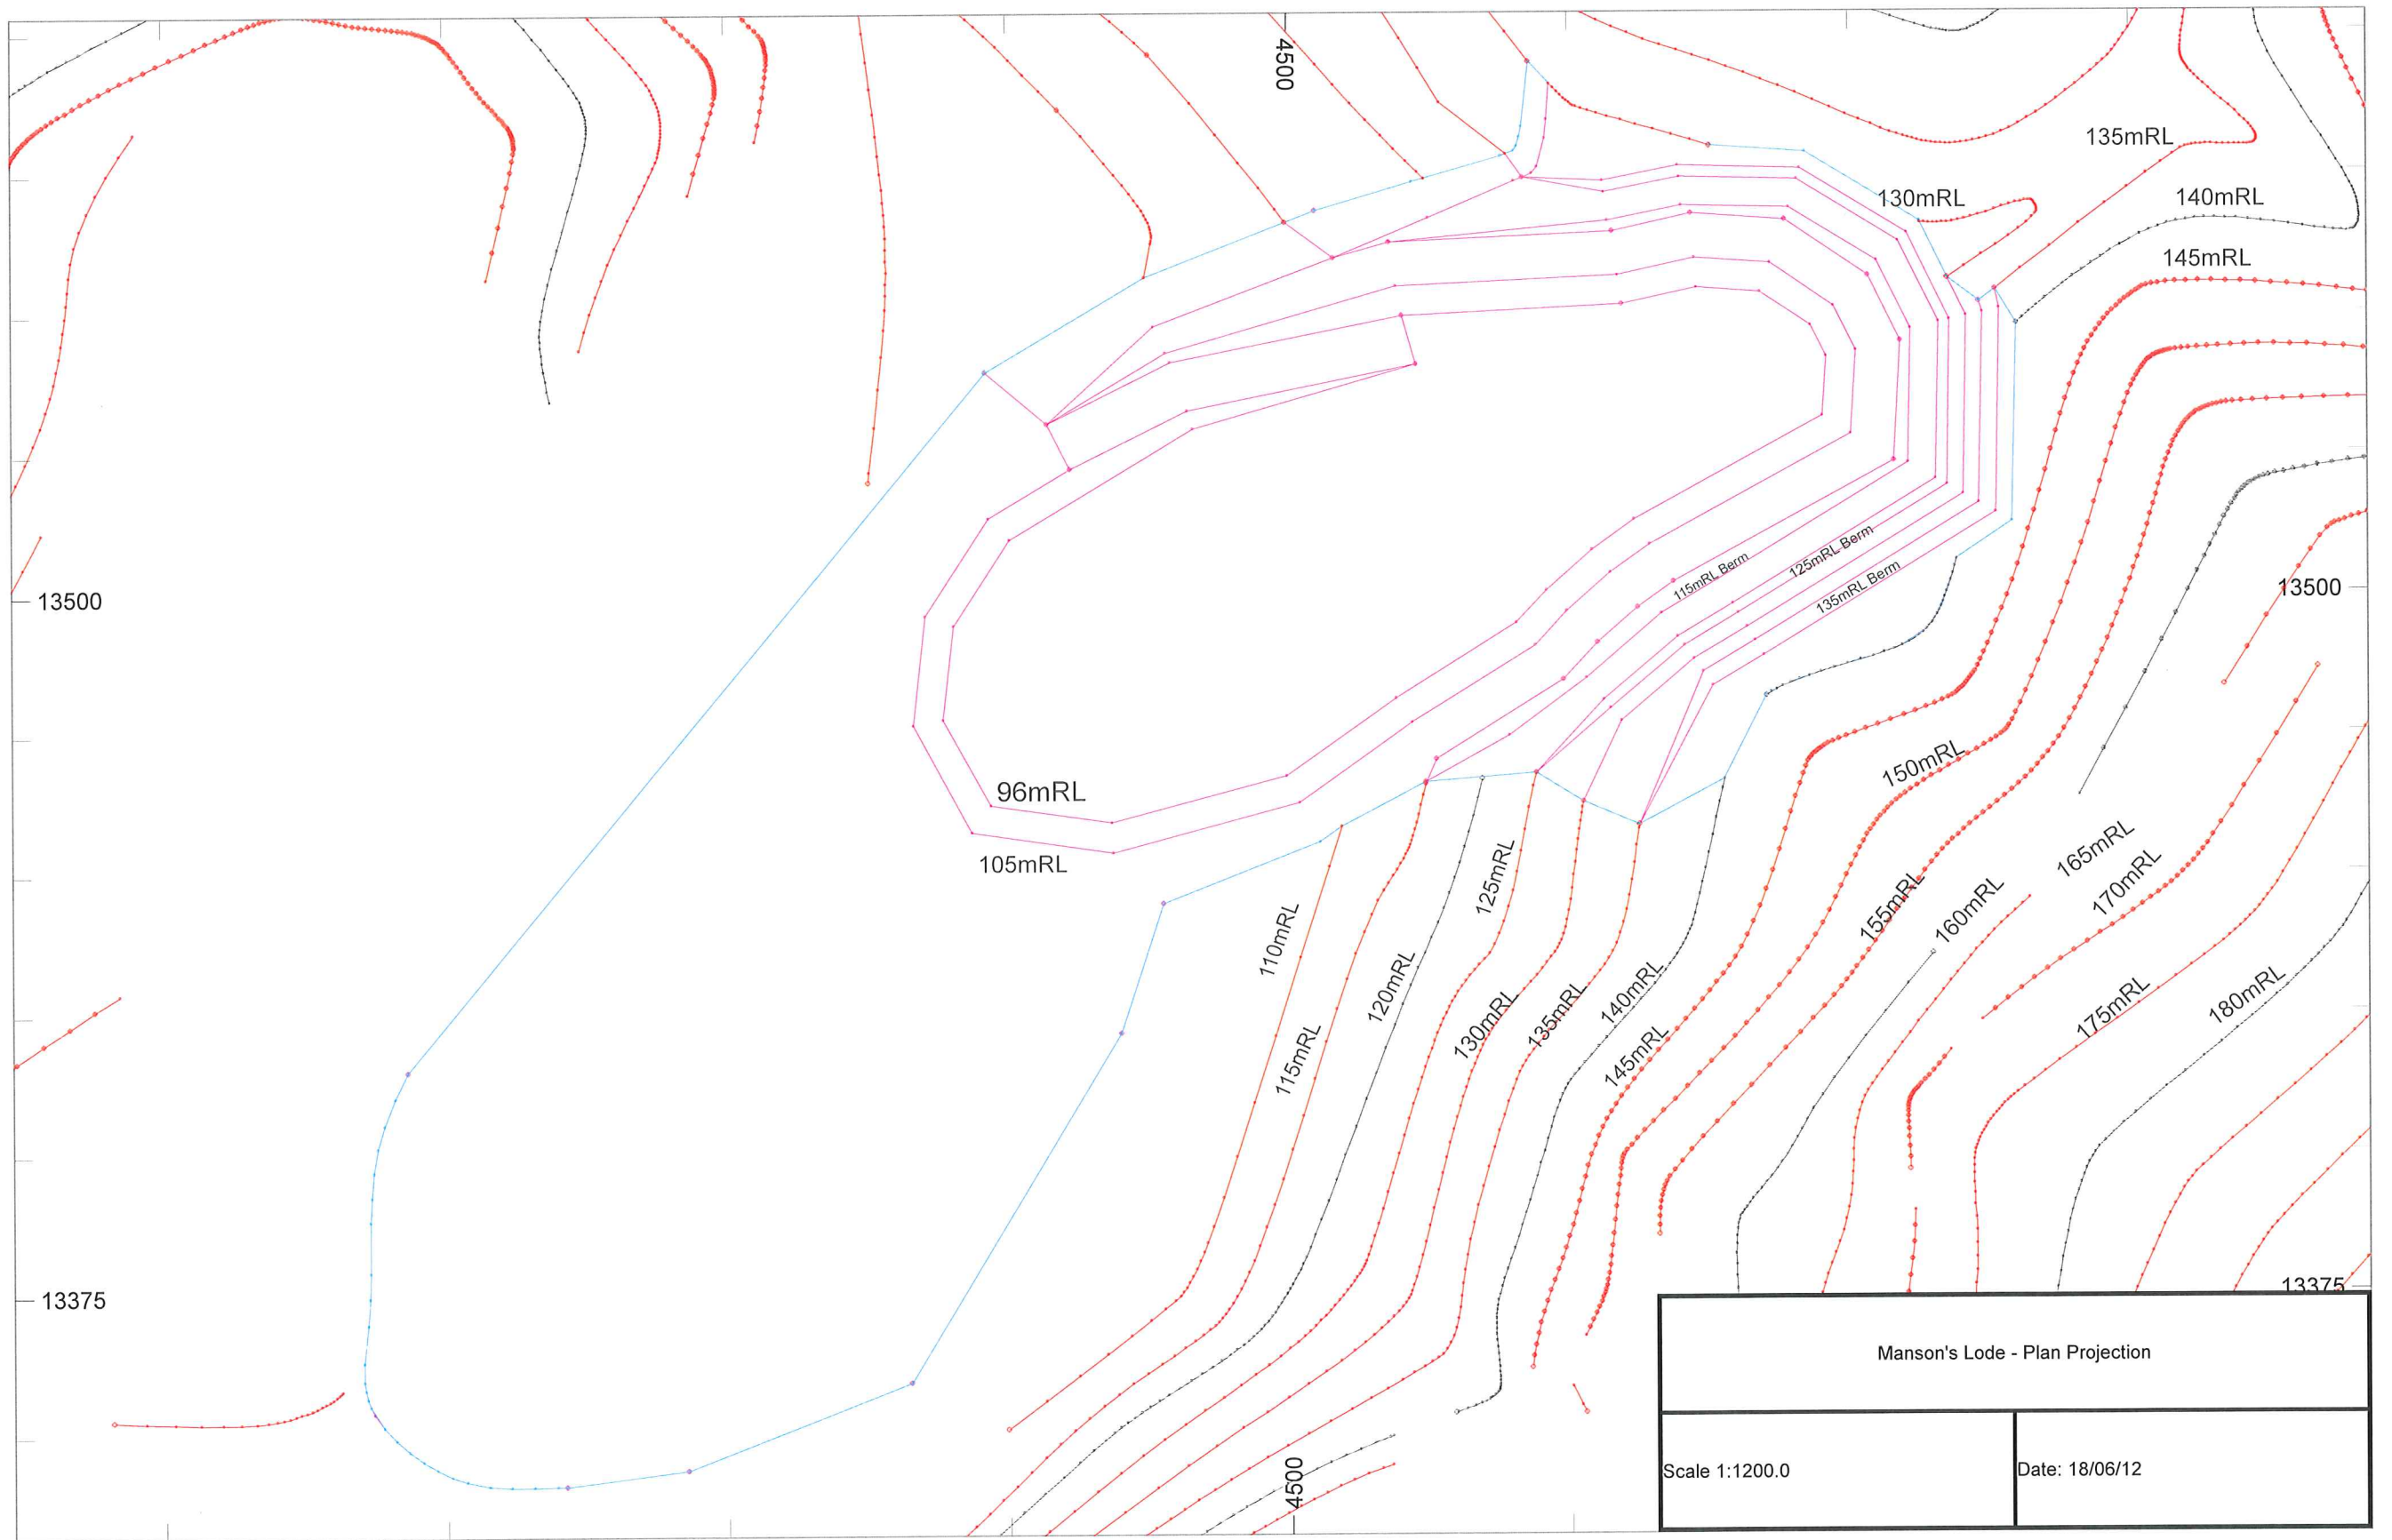 4500
135mRL
130mRL
140mRL
145mRL
13500
13500
115mRL Berm
125mRL Berm
135mRL Berm
96mRL
105mRL
150mRL
110mRL
115mRL
120mRL
125mRL
130mRL
135mRL
140mRL
145mRL
155mRL
160mRL
165mRL
170mRL
175mRL
180mRL
13375
13375
4500
Manson's Lode - Plan Projection
Scale 1:1200.0
Date: 18/06/12